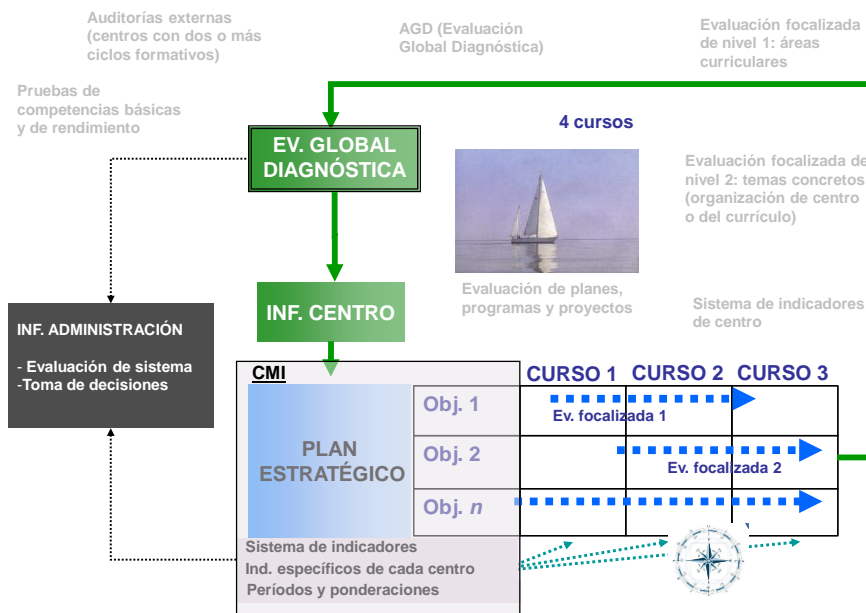 Auditorías externas
(centros con dos o más
ciclos formativos)
AGD (Evaluación
Global Diagnóstica)
Evaluación focalizada
de nivel 1: áreas
curriculares
Pruebas de
competencias básicas
y de rendimiento
4 cursos
EV. GLOBAL
DIAGNÓSTICA
Evaluación focalizada de
nivel 2: temas concretos
(organización de centro
o del currículo)
Evaluación de planes,
programas y proyectos
INF. CENTRO
Sistema de indicadores
de centro
INF. ADMINISTRACIÓN
- Evaluación de sistema
-Toma de decisiones
CMI
CURSO 1 CURSO 2 CURSO 3
PLAN
ESTRATÉGICO
Obj. 1
Ev. focalizada 1
Obj. 2
Ev. focalizada 2
Obj. n
Sistema de indicadores
Ind. específicos de cada centro
Períodos y ponderaciones